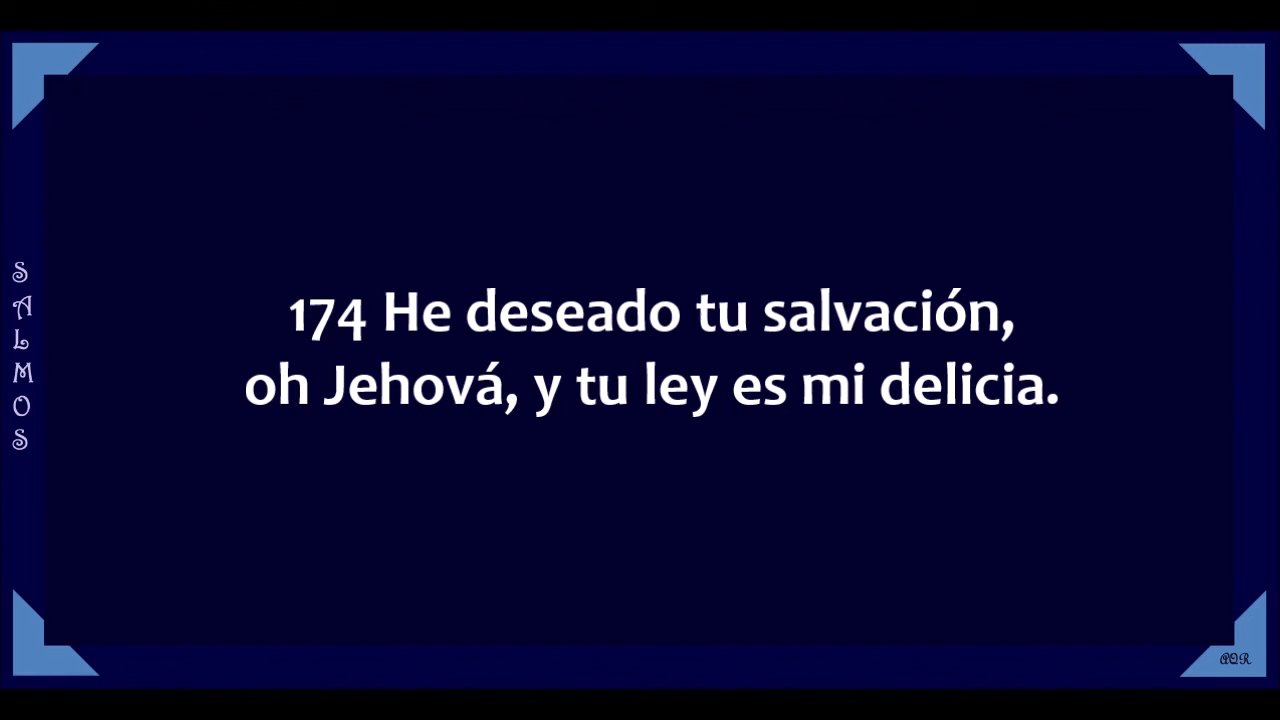 SALMOS
174 He deseado tu salvación,
oh Jehová, y tu ley es mi delicia.